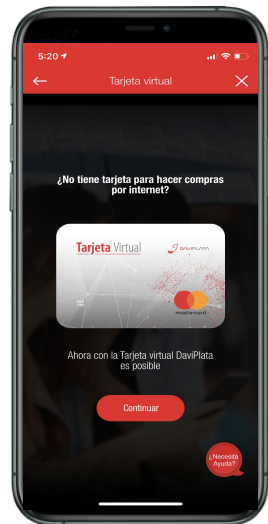 5:20
Tarjeta virtual
¿No tiene tarjeta para hacer compras
por internet?
Tarjeta Virtual
DAVIPLATA
mastercard
Ahora con la Tarjeta virtual DaviPlata
es posible
Continuar
¿Necesita
Ayuda?